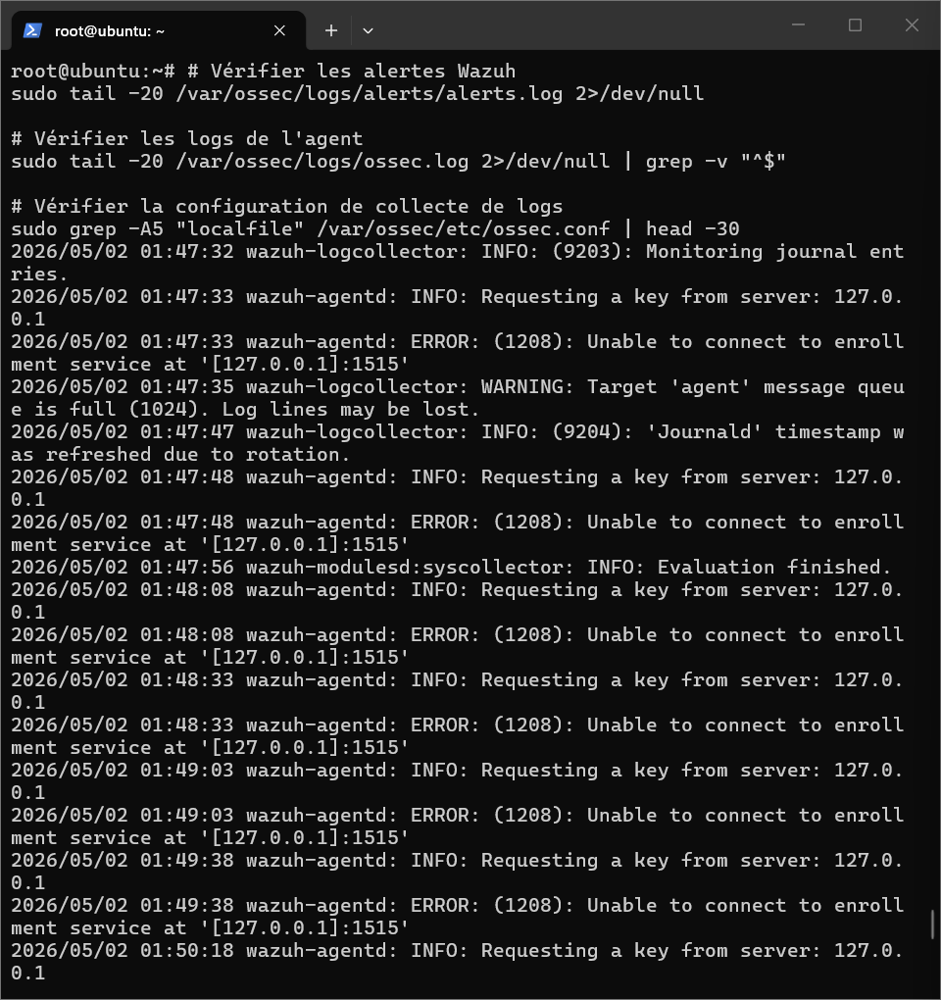 root@ubuntu: ~
root@ubuntu:~# # Vérifier les alertes Wazuh
sudo tail -20 /var/ossec/logs/alerts/alerts.log 2>/dev/null
# Vérifier les logs de l'agent
sudo tail -20 /var/ossec/logs/ossec.log 2>/dev/null | grep -v "^$"
# Vérifier la configuration de collecte de logs
sudo grep -A5 "localfile" /var/ossec/etc/ossec.conf | head -30
2026/05/02 01:47:32 wazuh-logcollector: INFO: (9203): Monitoring journal ent
ries.
2026/05/02 01:47:33 wazuh-agentd: INFO: Requesting a key from server: 127.0.
0.1
2026/05/02 01:47:33 wazuh-agentd: ERROR: (1208): Unable to connect to enroll
ment service at '[127.0.0.1]:1515'
2026/05/02 01:47:35 wazuh-logcollector: WARNING: Target 'agent' message queu
e is full (1024). Log lines may be lost.
2026/05/02 01:47:47 wazuh-logcollector: INFO: (9204): 'Journald' timestamp w
as refreshed due to rotation.
2026/05/02 01:47:48 wazuh-agentd: INFO: Requesting a key from server: 127.0.
0.1
2026/05/02 01:47:48 wazuh-agentd: ERROR: (1208): Unable to connect to enroll
ment service at '[127.0.0.1]:1515'
2026/05/02 01:47:56 wazuh-modulesd:syscollector: INFO: Evaluation finished.
2026/05/02 01:48:08 wazuh-agentd: INFO: Requesting a key from server: 127.0.
0.1
2026/05/02 01:48:08 wazuh-agentd: ERROR: (1208): Unable to connect to enroll
ment service at '[127.0.0.1]:1515'
2026/05/02 01:48:33 wazuh-agentd: INFO: Requesting a key from server: 127.0.
0.1
2026/05/02 01:48:33 wazuh-agentd: ERROR: (1208): Unable to connect to enroll
ment service at '[127.0.0.1]:1515'
2026/05/02 01:49:03 wazuh-agentd: INFO: Requesting a key from server: 127.0.
0.1
2026/05/02 01:49:03 wazuh-agentd: ERROR: (1208): Unable to connect to enroll
ment service at '[127.0.0.1]:1515'
2026/05/02 01:49:38 wazuh-agentd: INFO: Requesting a key from server: 127.0.
0.1
2026/05/02 01:49:38 wazuh-agentd: ERROR: (1208): Unable to connect to enroll
ment service at '[127.0.0.1]:1515'
2026/05/02 01:50:18 wazuh-agentd: INFO: Requesting a key from server: 127.0.
0.1